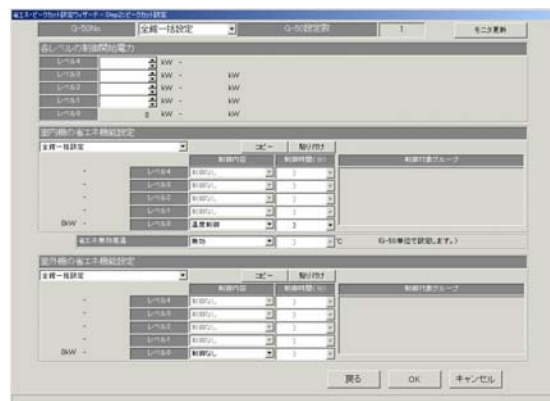 省エネ・ピークカット設定ウィザード - Step2:ピークカット設定
G-50No. 全館一括設定 G-50設定数 1 モニタ更新
各レベルの制御開始電力
レベル4 kW -
レベル3 kW - kW
レベル2 kW - kW
レベル1 kW - kW
レベル0 0 kW - kW
室内機の省エネ機能設定
全館一括設定 コピー 貼り付け
制御内容 制御時間(分) 制御対象グループ
- レベル4 制御なし 3
- レベル3 制御なし 3
- レベル2 制御なし 3
- レベル1 制御なし 3
0kW - レベル0 温度制御 3
無効 3 ℃ (G-50単位で設定します。)
室外機の省エネ機能設定
全館一括設定 コピー 貼り付け
制御内容 制御時間(分) 制御対象グループ
- レベル4 制御なし 3
- レベル3 制御なし 3
- レベル2 制御なし 3
- レベル1 制御なし 3
0kW - レベル0 制御なし 3
戻る OK キャンセル